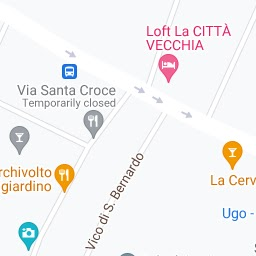 Loft La CITTÀ
VECCHIA
Via Santa Croce
Temporarily closed
rchivolto
giardino
La Cerv
Ugo -
Vico di S. Bernardo